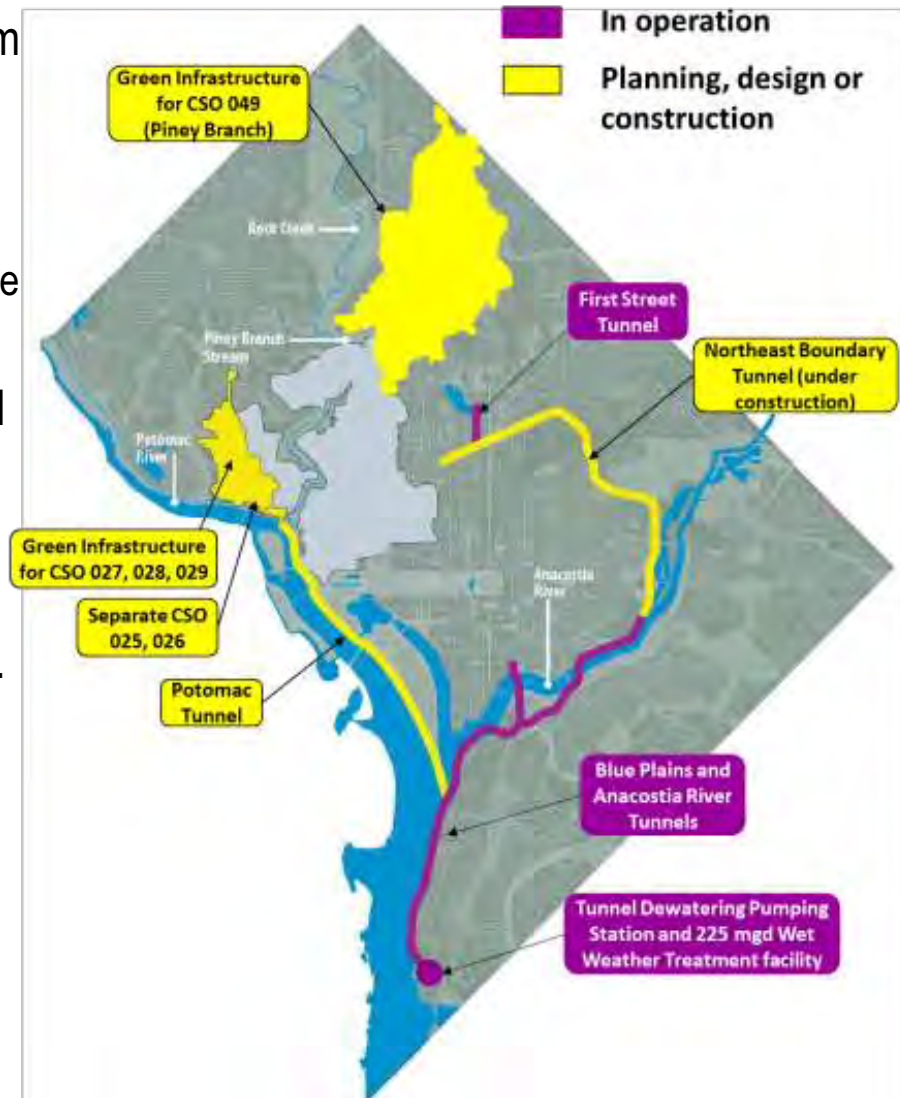 m
e
In operation
Planning, design or
construction
Green Infrastructure
for CSO 049
(Piney Branch)
Rock Creek
First Street
Tunnel
Piney Branch
Stream
Northeast Boundary
Tunnel (under
construction)
Potomac
River
Green Infrastructure
for CSO 027, 028, 029
Anacostia
River
Separate CSO
025, 026
Potomac
Tunnel
Blue Plains and
Anacostia River
Tunnels
Tunnel Dewatering Pumping
Station and 225 mgd Wet
Weather Treatment facility